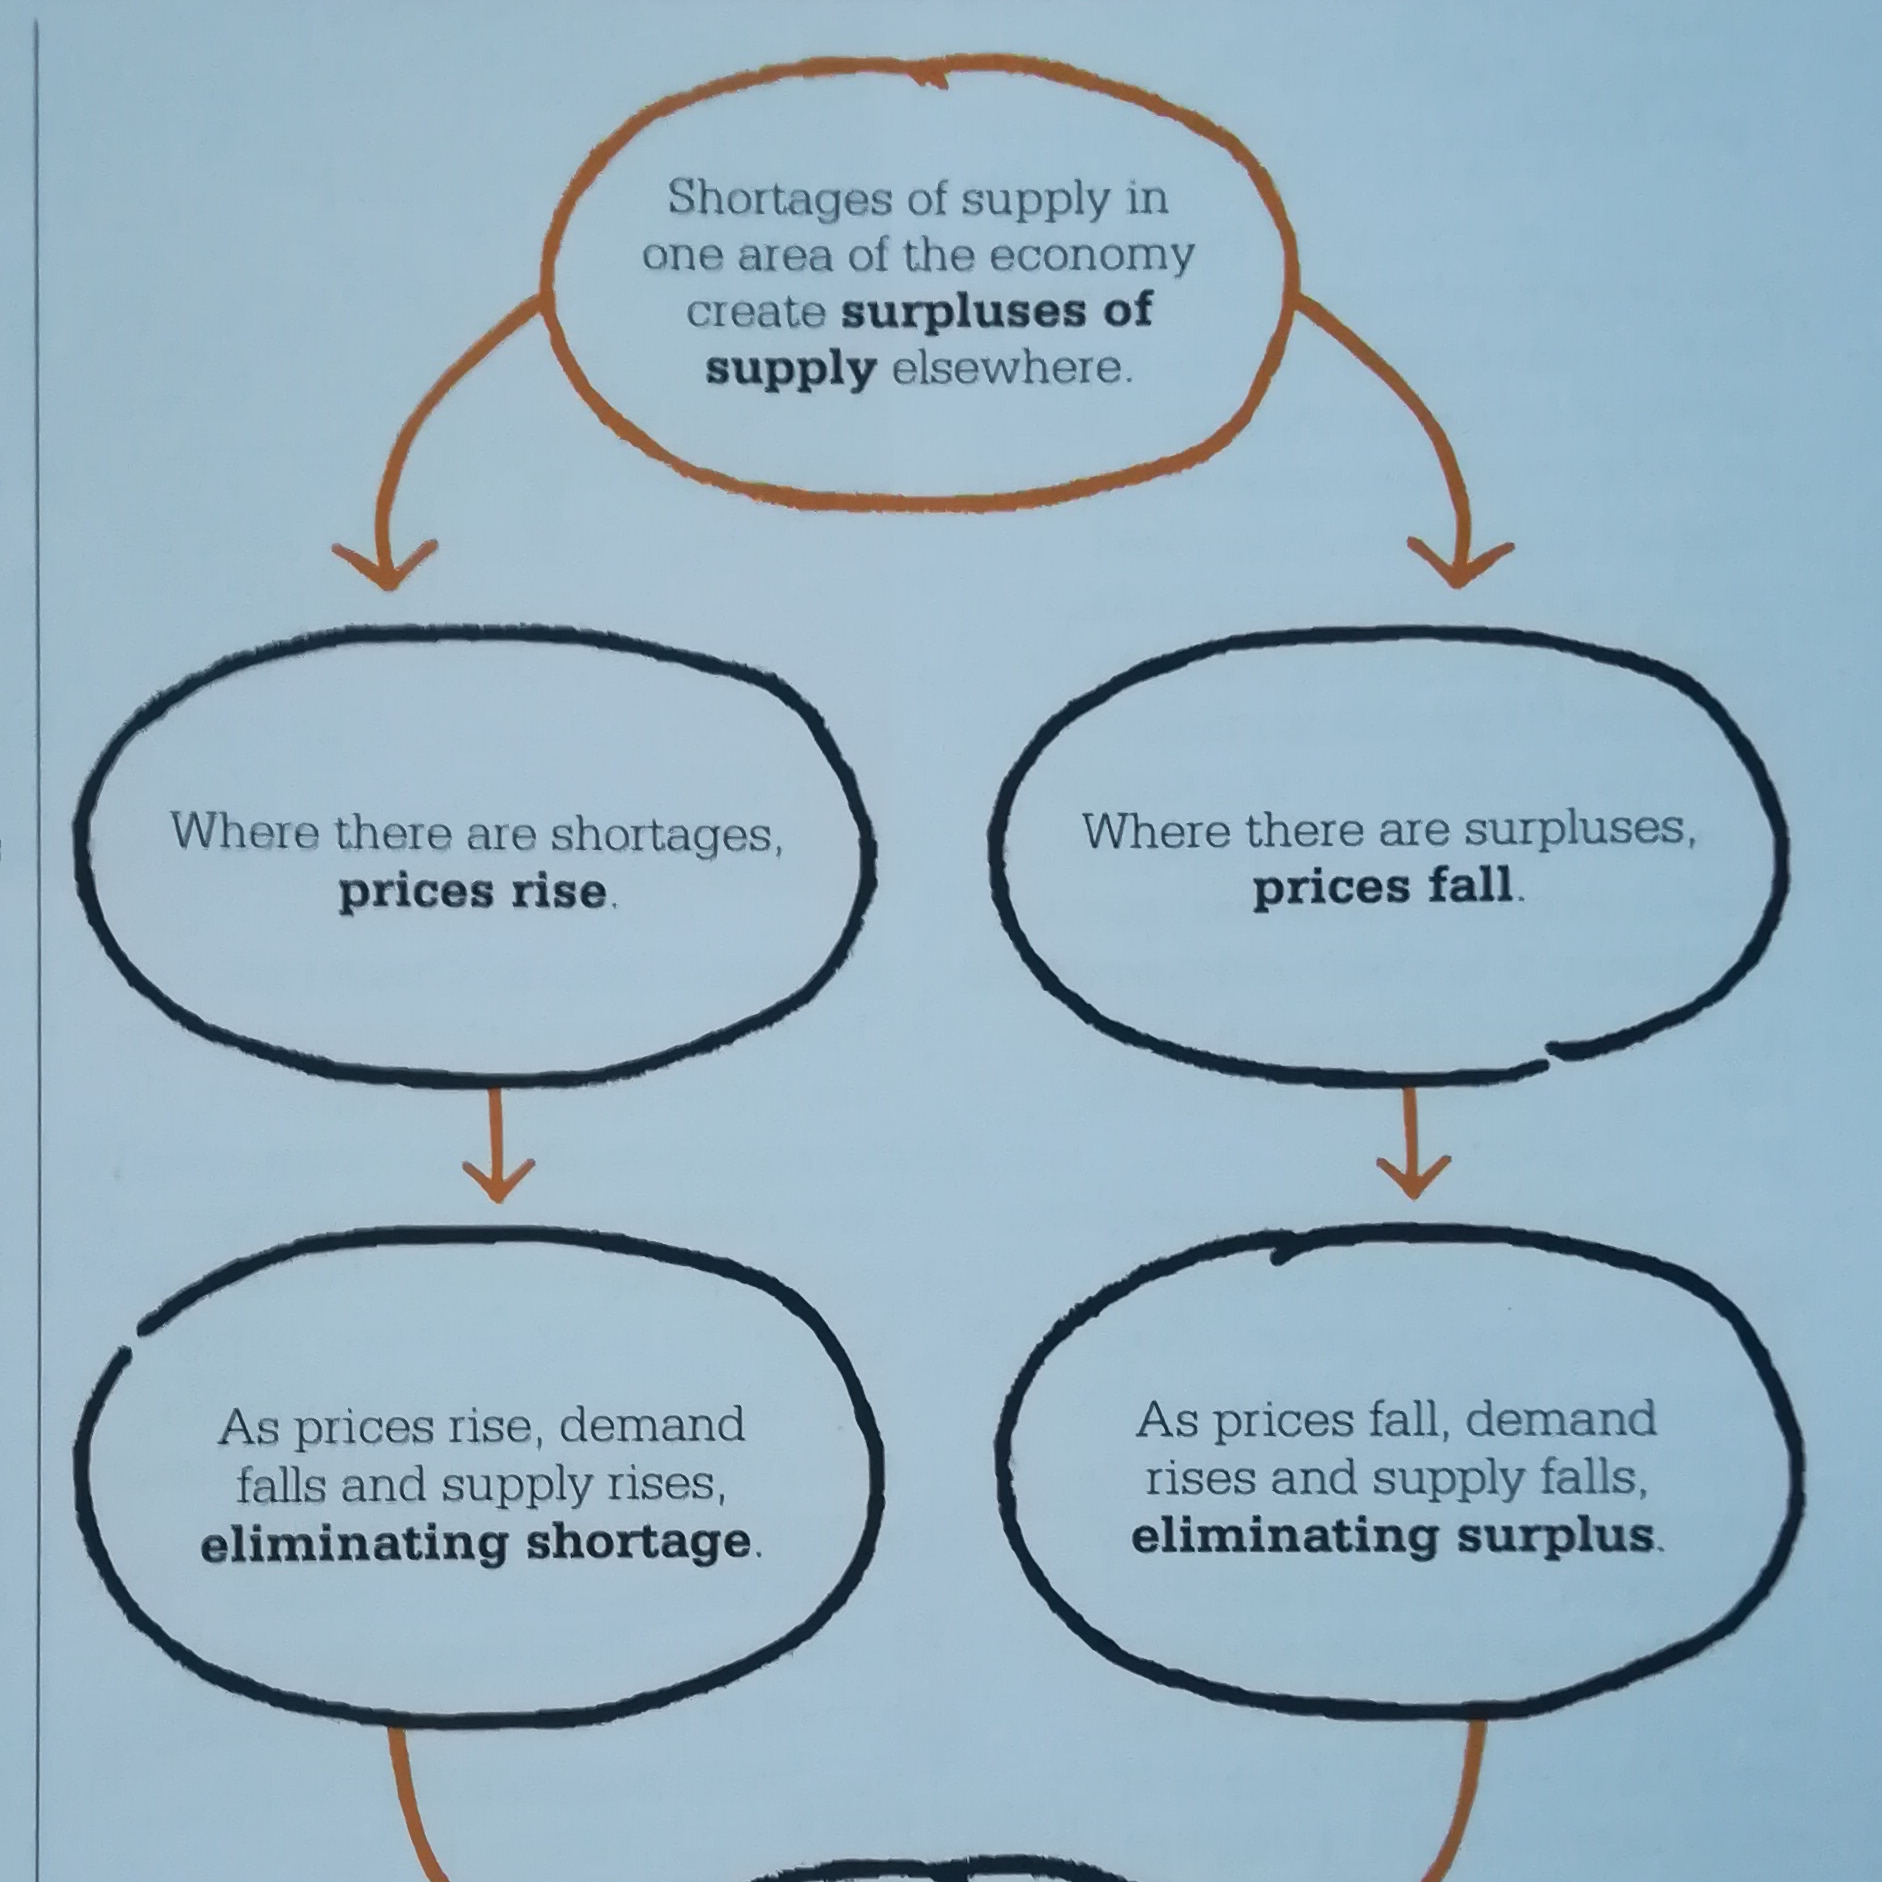 Shortages of supply in
one area of the economy
create surpluses of
supply elsewhere.
Where there are shortages,
prices rise.
Where there are surpluses,
prices fall.
As prices rise, demand
falls and supply rises,
eliminating shortage.
As prices fall, demand
rises and supply falls,
eliminating surplus.